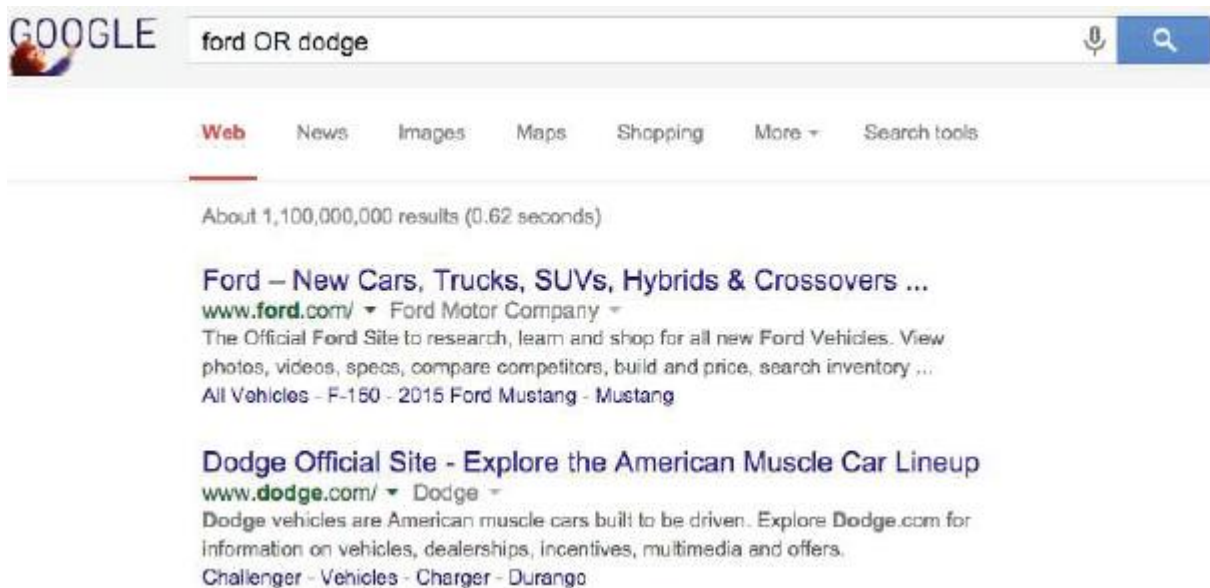 GOOGLE
ford OR dodge
Web News Images Maps Shopping More Search tools
About 1,100,000,000 results (0.62 seconds)
Ford – New Cars, Trucks, SUVs, Hybrids & Crossovers ...
www.ford.com/ Ford Motor Company
The Official Ford Site to research, learn and shop for all new Ford Vehicles. View
photos, videos, specs, compare competitors, build and price, search inventory ...
All Vehicles - F-150 - 2015 Ford Mustang - Mustang
Dodge Official Site - Explore the American Muscle Car Lineup
www.dodge.com/ Dodge
Dodge vehicles are American muscle cars built to be driven. Explore Dodge.com for
information on vehicles, dealerships, incentives, multimedia and offers.
Challenger - Vehicles - Charger - Durango